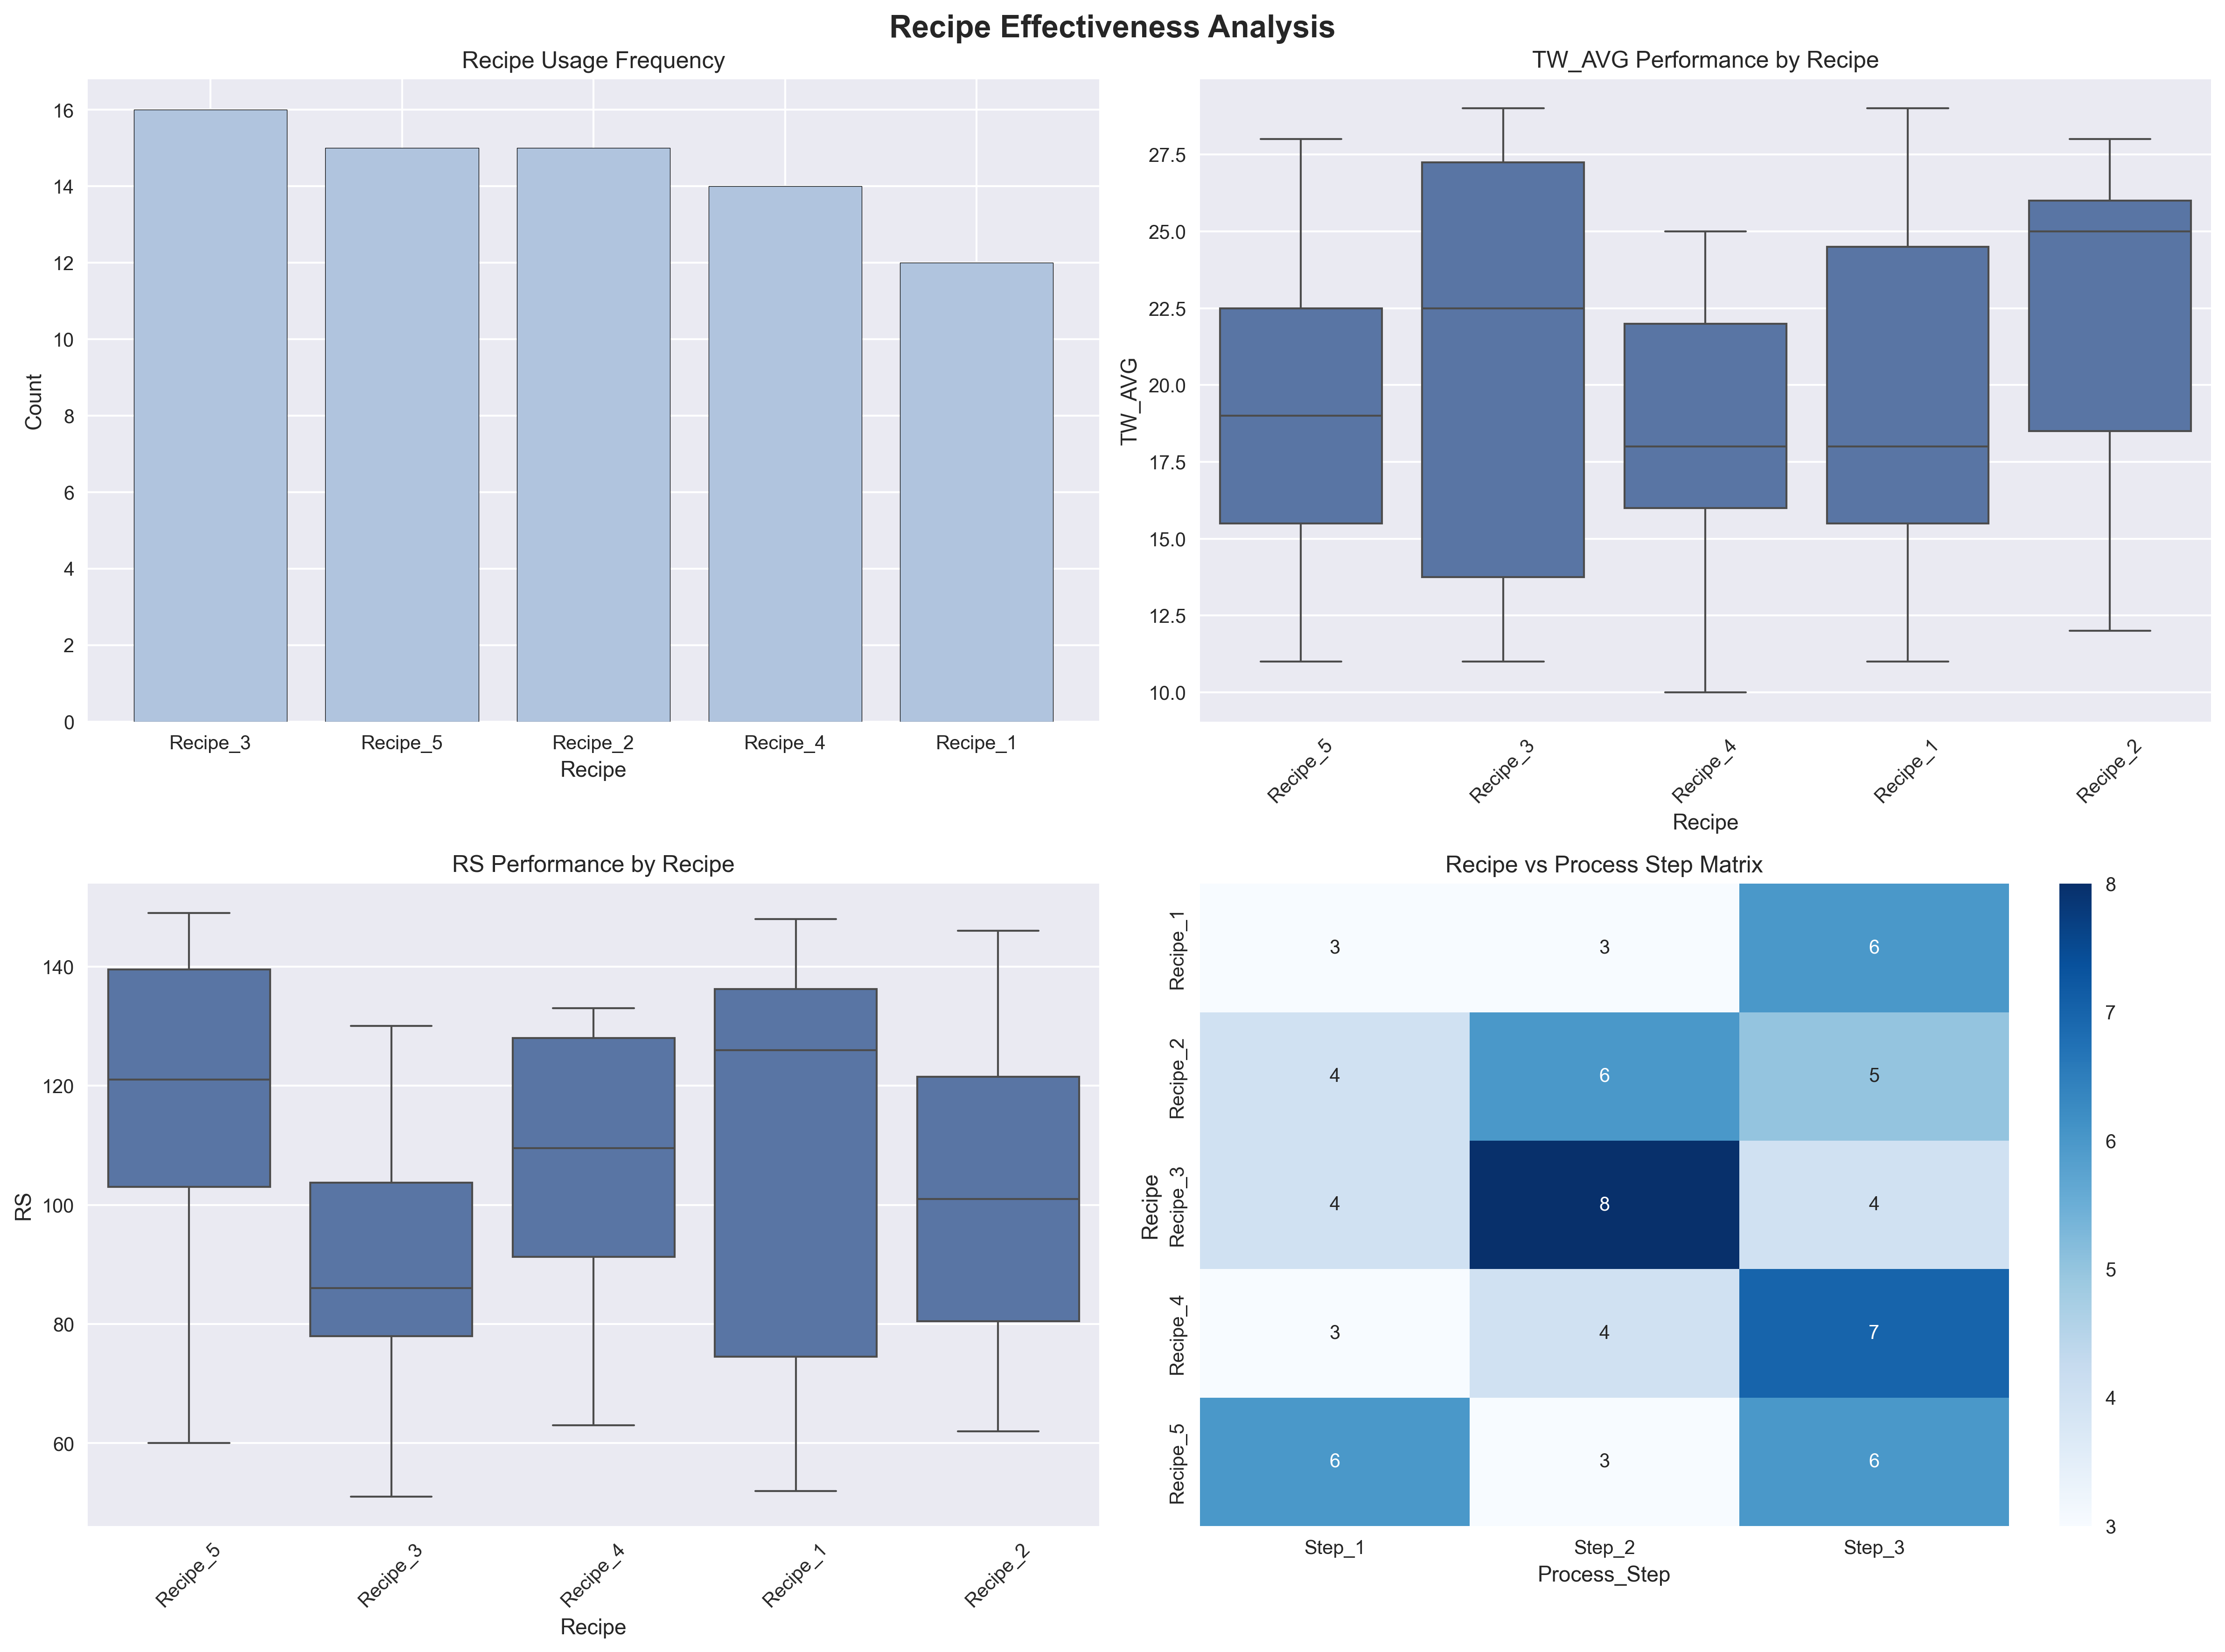 Recipe Effectiveness Analysis
Recipe Usage Frequency
16
14
12
10
8
6
4
2
0
Count
Recipe_3 Recipe_5 Recipe_2 Recipe_4 Recipe_1
Recipe
TW_AVG Performance by Recipe
27.5
25.0
22.5
20.0
17.5
15.0
12.5
10.0
TW_AVG
Recipe_5 Recipe_3 Recipe_4 Recipe_1 Recipe_2
Recipe
RS Performance by Recipe
140
120
100
80
60
RS
Recipe_5 Recipe_3 Recipe_4 Recipe_1 Recipe_2
Recipe
Recipe vs Process Step Matrix
Recipe
Recipe_1 3 3 6
Recipe_2 4 6 5
Recipe_3 4 8 4
Recipe_4 3 4 7
Recipe_5 6 3 6
Step_1 Step_2 Step_3
Process_Step
8
7
6
5
4
3